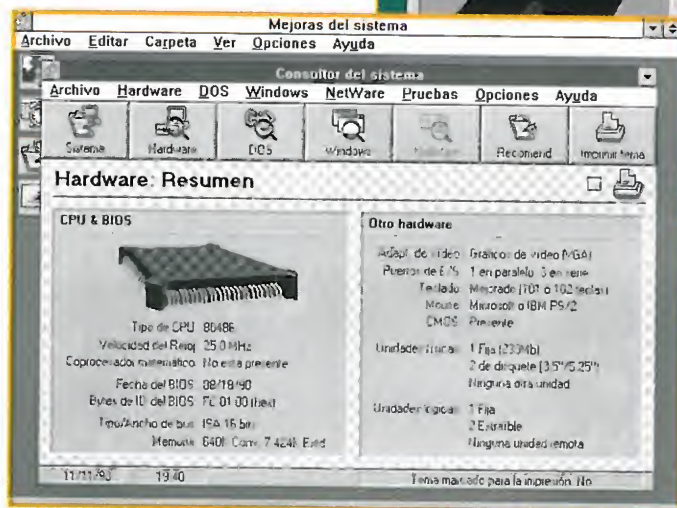 Mejoras del sistema
Archivo Editar Carpeta Ver Opciones Ayuda
Consultor del sistema
Archivo Hardware DOS Windows NetWare Pruebas Opciones Ayuda
Sistema Hardware DOS Windows Recomend Imprimir tema
Hardware: Resumen
CPU & BIOS
Tipo de CPU 80486
Velocidad del Reloj 25.0 MHz
Coprocesador matemático No esta presente
Fecha del BIOS 08/18/90
Bytes de ID del BIOS FC 01 00 (hex)
Tipo/Ancho de bus ISA 16 bits
Memoria 640K Conv. 7.424K Extd
Otro hardware
Adapt. de video Gráficos de video (VGA)
Puertos de E/S 1 en paralelo 3 en serie
Teclado Mejorado (101 o 102 teclas)
Mouse Microsoft o IBM PS/2
CMOS Presente
Unidades físicas 1 Fija (233Mb)
2 de disquete (3.5"/5.25")
Ninguna otra unidad
Unidades lógicas 1 Fija
2 Extraible
Ninguna unidad remota
11/11/93 19:40 Tema marcado para la impresión: No